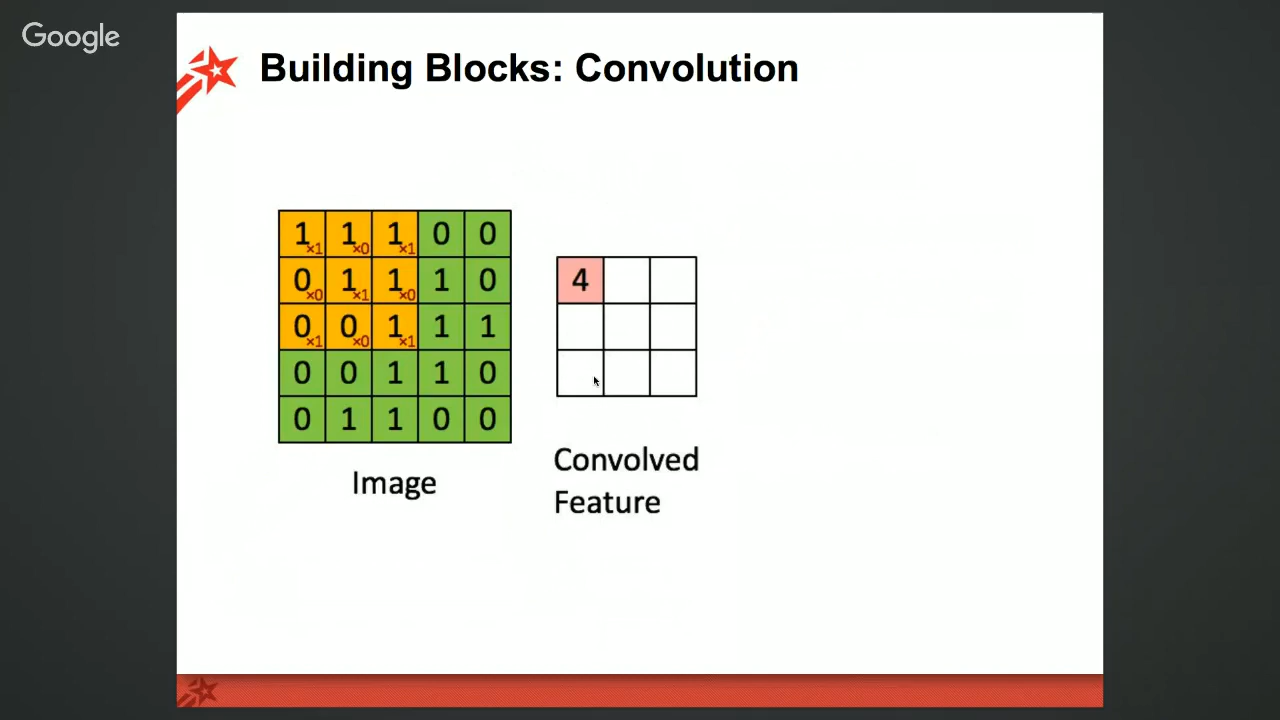 Google
Building Blocks: Convolution
1×1 1×0 1×1 0 0
0×0 1×1 1×0 1 0
0×1 0×0 1×1 1 1
0 0 1 1 0
0 1 1 0 0
Image
4
Convolved
Feature